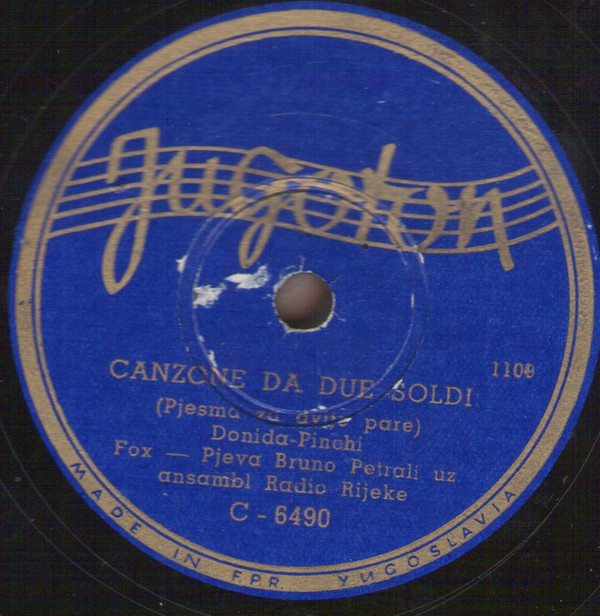 Jugoton
CANZONE DA DUE SOLDI
(Pjesma za dvije pare)
Donida-Pinchi
Fox — Pjeva Bruno Petrali uz
ansambl Radio Rijeke
C - 6490
MADE IN F.P.R. YUGOSLAVIA